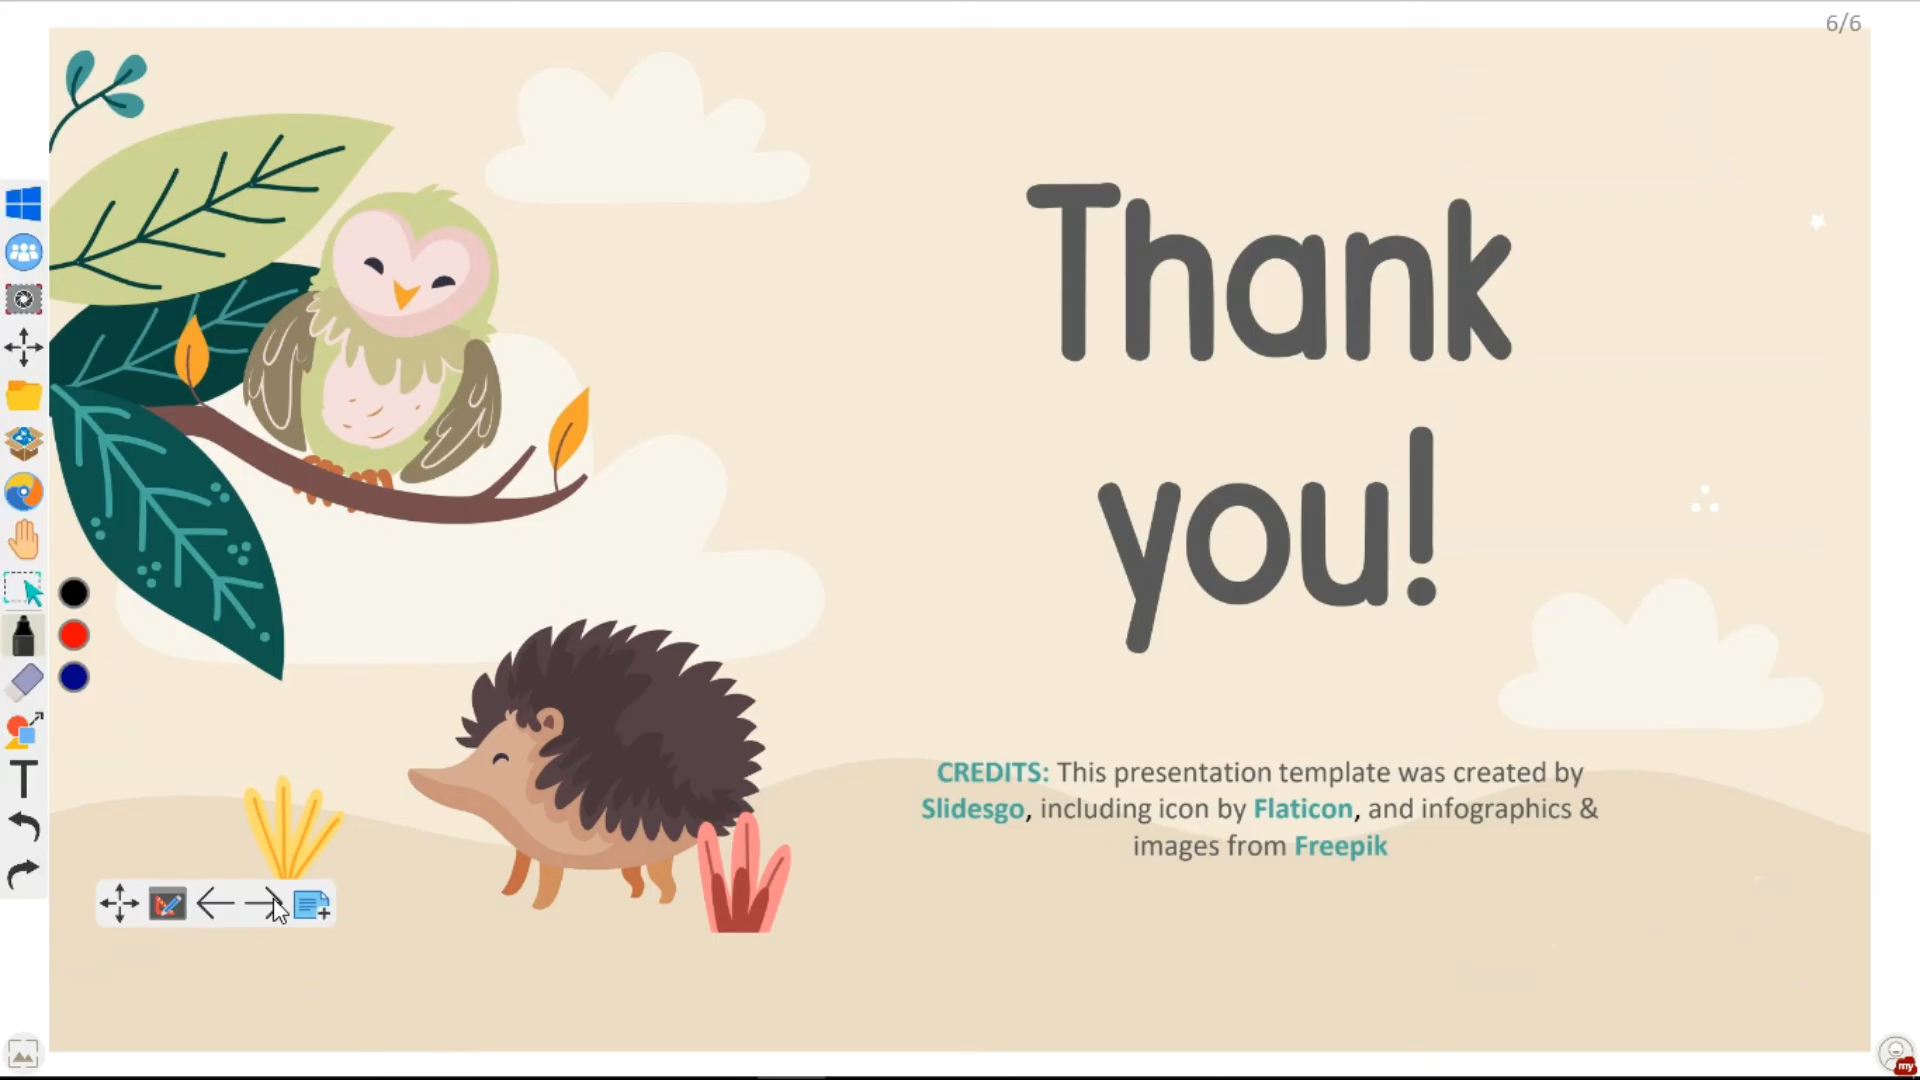 6/6
Thank
you!
CREDITS: This presentation template was created by
Slidesgo, including icon by Flaticon, and infographics &
images from Freepik
T
my